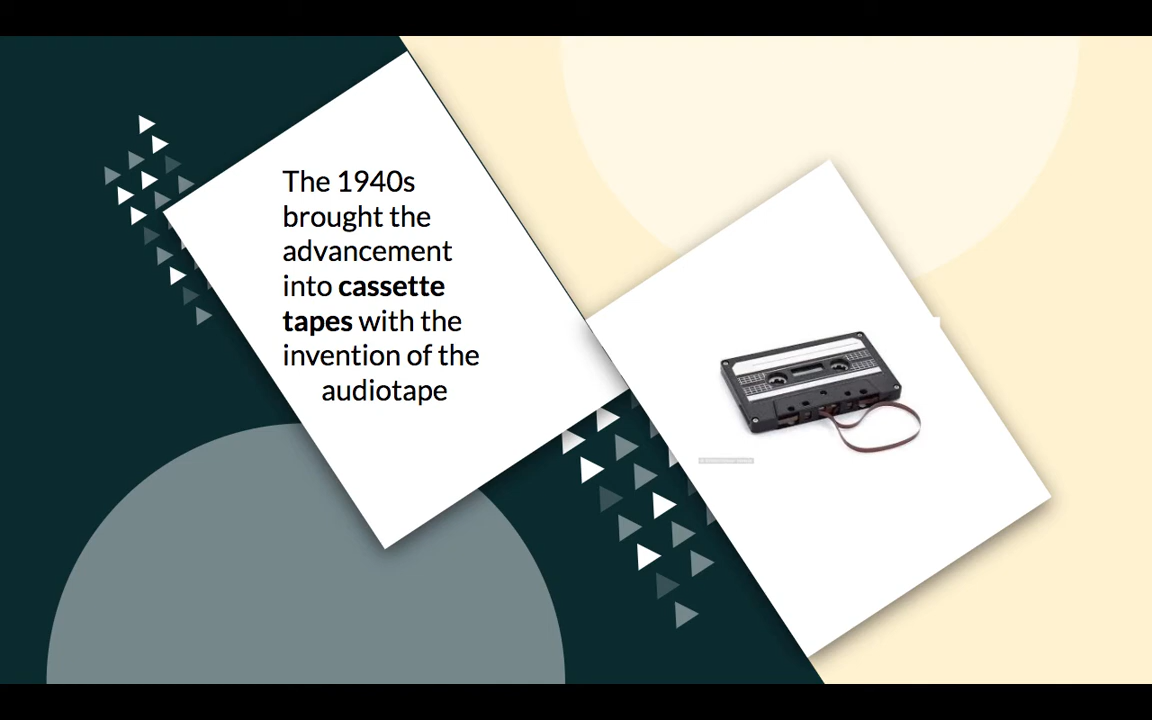 The 1940s
brought the
advancement
into cassette
tapes with the
invention of the
audiotape